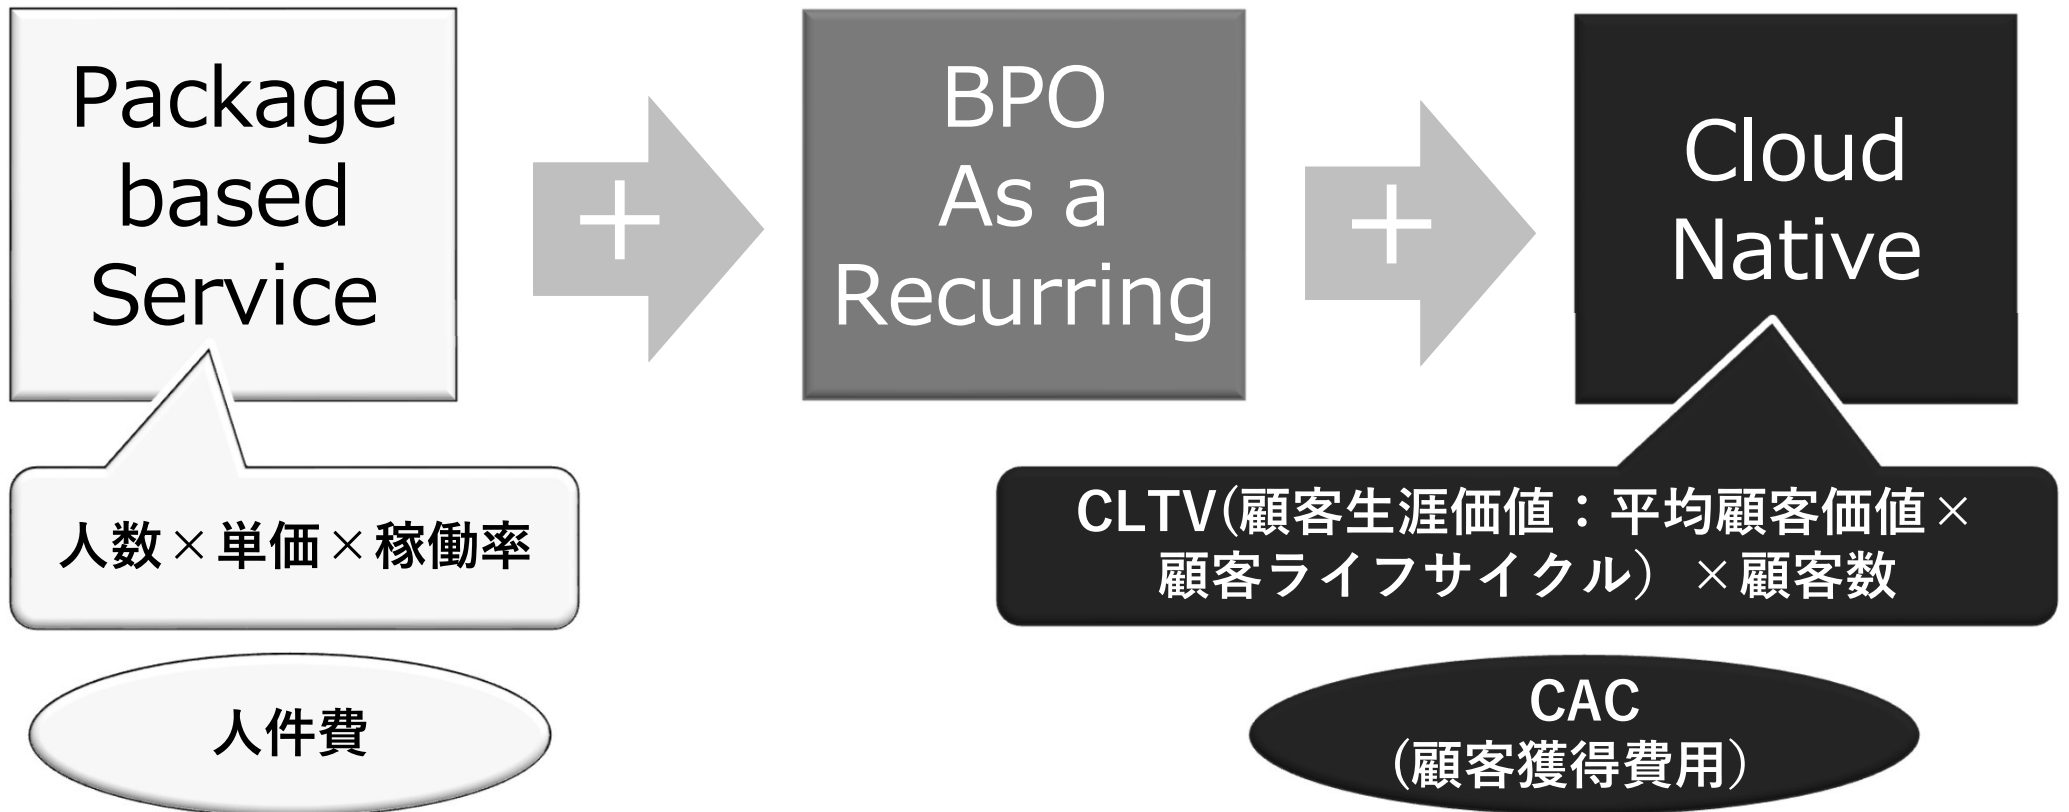 Package
based
Service
+
BPO
As a
Recurring
+
Cloud
Native
人数×単価×稼働率
CLTV(顧客生涯価値：平均顧客価値×
顧客ライフサイクル）×顧客数
人件費
CAC
(顧客獲得費用）